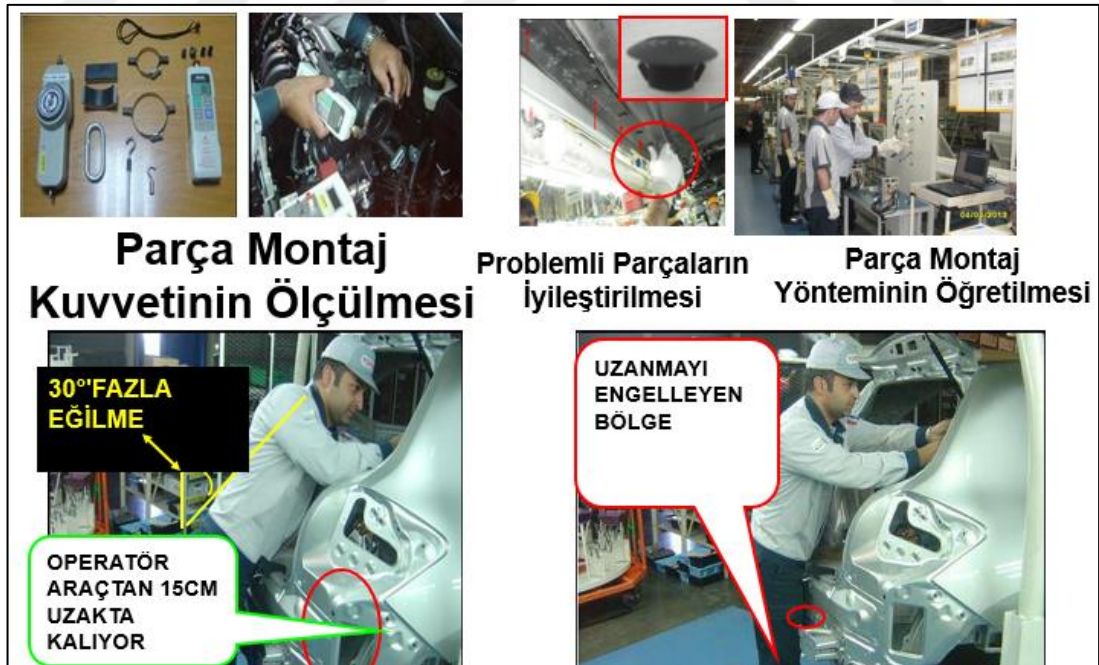 Parça Montaj
Kuvvetinin Ölçülmesi
Problemli Parçaların
İyileştirilmesi
Parça Montaj
Yönteminin Öğretilmesi
30°'FAZLA
EĞİLME
OPERATÖR
ARAÇTAN 15CM
UZAKTA
KALIYOR
UZANMAYI
ENGELLEYEN
BÖLGE